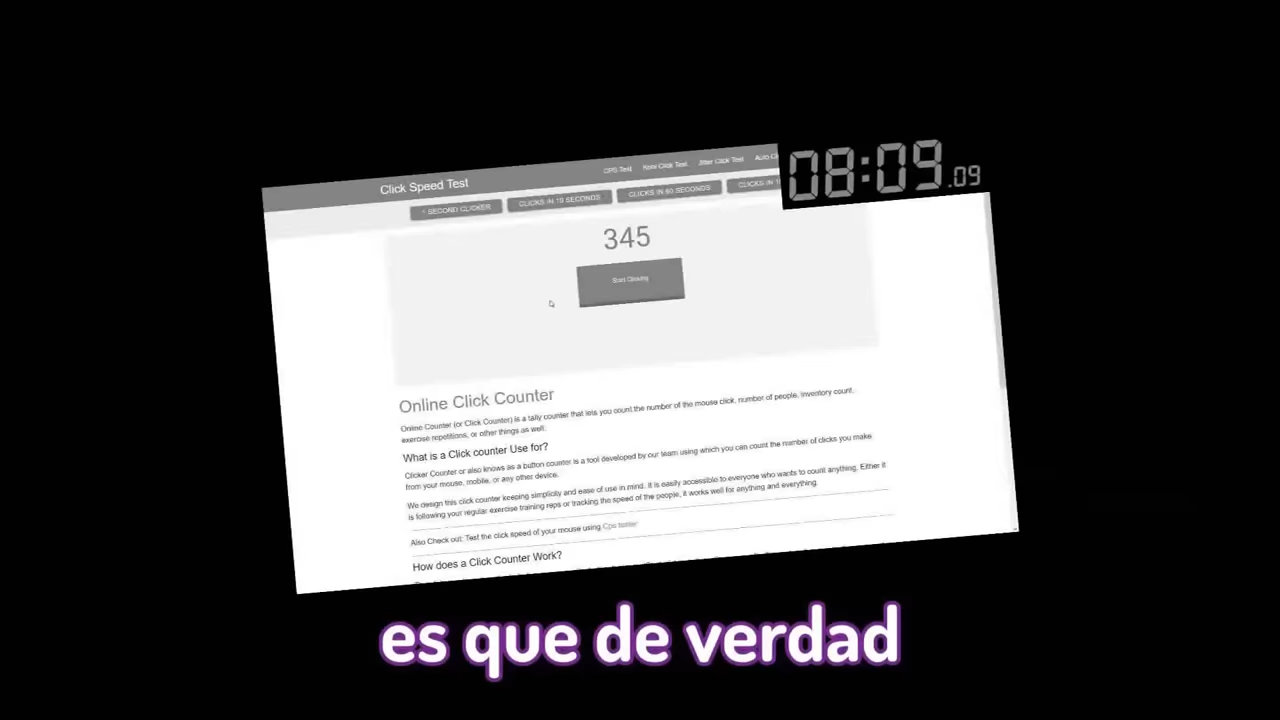 Click Speed Test
CPS Test Kohi Click Test Jitter Click Test Auto
08:09.09
1 SECOND CLICKER CLICKS IN 10 SECONDS CLICKS IN 60 SECONDS CLICKS IN
345
Start Clicking
Online Click Counter
Online Counter (or Click Counter) is a tally counter that lets you count the number of the mouse click, number of people, inventory count,
exercise repetitions, or other things as well.
What is a Click counter Use for?
Clicker Counter or also knows as a button counter is a tool developed by our team using which you can count the number of clicks you make
from your mouse, mobile, or any other device.
We design this click counter keeping simplicity and ease of use in mind. It is easily accessible to everyone who wants to count anything. Either it
is following your regular exercise training reps or tracking the speed of the people, it works well for anything and everything.
Also Check out: Test the click speed of your mouse using Cps tester
How does a Click Counter Work?
es que de verdad